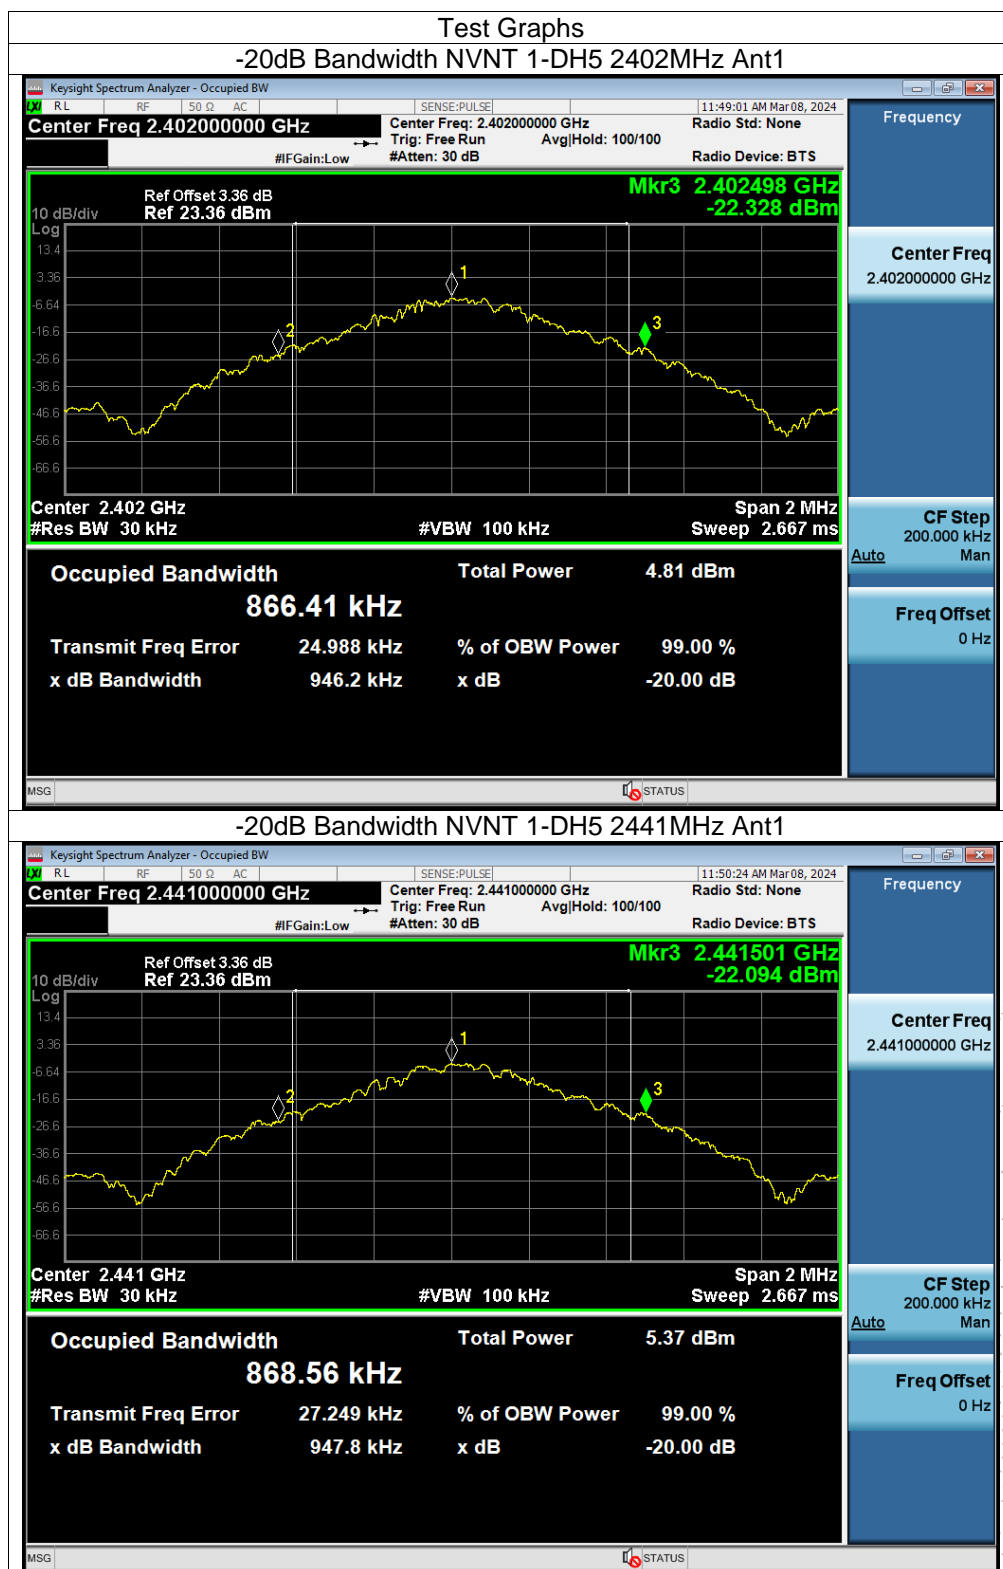 Test Graphs
-20dB Bandwidth NVNT 1-DH5 2402MHz Ant1
Keysight Spectrum Analyzer - Occupied BW
LXI RL RF 50 Ω AC SENSE:PULSE 11:49:01 AM Mar 08, 2024
Center Freq 2.402000000 GHz
Center Freq: 2.402000000 GHz Radio Std: None
Trig: Free Run Avg|Hold: 100/100
#IFGain:Low #Atten: 30 dB Radio Device: BTS
Frequency
Mkr3 2.402498 GHz
-22.328 dBm
Ref Offset 3.36 dB
10 dB/div Ref 23.36 dBm
Log
13.4
3.36
-6.64
-16.6
-26.6
-36.6
-46.6
-56.6
-66.6
1
2
3
Center 2.402 GHz Span 2 MHz
#Res BW 30 kHz #VBW 100 kHz Sweep 2.667 ms
Center Freq
2.402000000 GHz
CF Step
200.000 kHz
Auto Man
Freq Offset
0 Hz
Occupied Bandwidth Total Power 4.81 dBm
866.41 kHz
Transmit Freq Error 24.988 kHz % of OBW Power 99.00 %
x dB Bandwidth 946.2 kHz x dB -20.00 dB
MSG STATUS
-20dB Bandwidth NVNT 1-DH5 2441MHz Ant1
Keysight Spectrum Analyzer - Occupied BW
LXI RL RF 50 Ω AC SENSE:PULSE 11:50:24 AM Mar 08, 2024
Center Freq 2.441000000 GHz
Center Freq: 2.441000000 GHz Radio Std: None
Trig: Free Run Avg|Hold: 100/100
#IFGain:Low #Atten: 30 dB Radio Device: BTS
Frequency
Mkr3 2.441501 GHz
-22.094 dBm
Ref Offset 3.36 dB
10 dB/div Ref 23.36 dBm
Log
13.4
3.36
-6.64
-16.6
-26.6
-36.6
-46.6
-56.6
-66.6
1
2
3
Center 2.441 GHz Span 2 MHz
#Res BW 30 kHz #VBW 100 kHz Sweep 2.667 ms
Center Freq
2.441000000 GHz
CF Step
200.000 kHz
Auto Man
Freq Offset
0 Hz
Occupied Bandwidth Total Power 5.37 dBm
868.56 kHz
Transmit Freq Error 27.249 kHz % of OBW Power 99.00 %
x dB Bandwidth 947.8 kHz x dB -20.00 dB
MSG STATUS